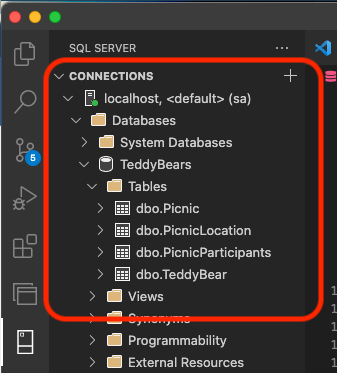 SQL SERVER
CONNECTIONS
localhost, <default> (sa)
Databases
System Databases
TeddyBears
Tables
dbo.Picnic
dbo.PicnicLocation
dbo.PicnicParticipants
dbo.TeddyBear
Views
Synonyms
Programmability
External Resources
5